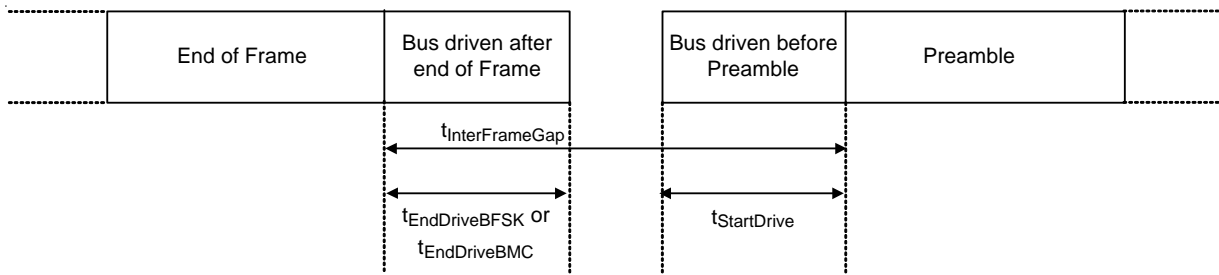 End of Frame
Bus driven after
end of Frame
Bus driven before
Preamble
Preamble
tInterFrameGap
tEndDriveBFSK or
tEndDriveBMC
tStartDrive